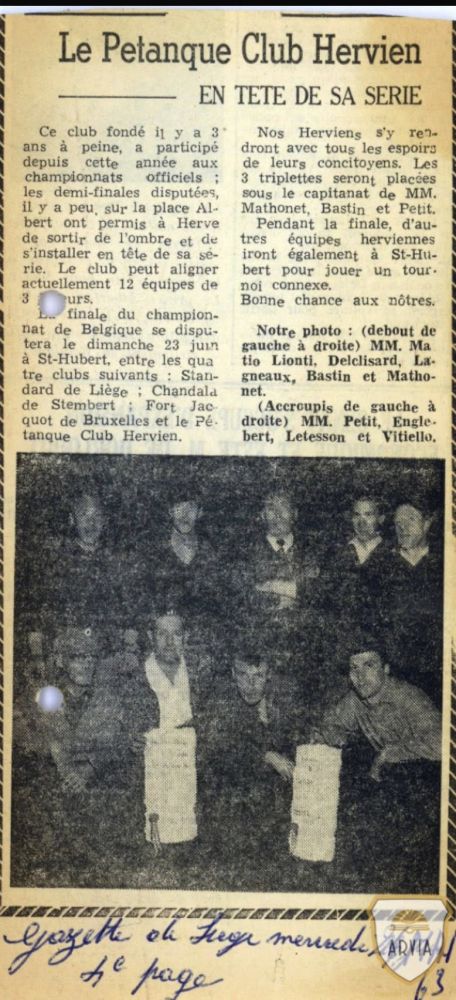 Le Petanque Club Hervien
EN TETE DE SA SERIE
Ce club fondé il y a 3
ans à peine, a participé
depuis cette année aux
championnats officiels ;
les demi-finales disputées,
il y a peu, sur la place Al-
bert ont permis à Herve
de sortir de l'ombre et de
s'installer en tête de sa sé-
rie. Le club peut aligner
actuellement 12 équipes de
3 urs.
finale du champion-
nat de Belgique se dispu-
tera le dimanche 23 juin
à St-Hubert, entre les qua
tre clubs suivants : Stan-
dard de Liège ; Chandala
de Stembert ; Fort Jac-
quot de Bruxelles et le Pé-
tanque Club Hervien.
Nos Herviens s'y ren-
dront avec tous les espoirs
de leurs concitoyens. Les
3 triplettes seront placées
sous le capitanat de MM.
Mathonet, Bastin et Petit.
Pendant la finale, d'au-
tres équipes herviennes
iront également à St-Hu-
bert pour jouer un tour-
noi connexe.
Bonne chance aux nôtres.
Notre photo : (debout de
gauche à droite) MM. Ma
tio Lionti, Delclisard, La-
gneaux, Bastin et Matho-
net.
(Accroupis de gauche à
droite) MM. Petit, Engle-
bert, Letesson et Vitiello.
Gazette de Liège mercredi
4e page
63
ARVIA